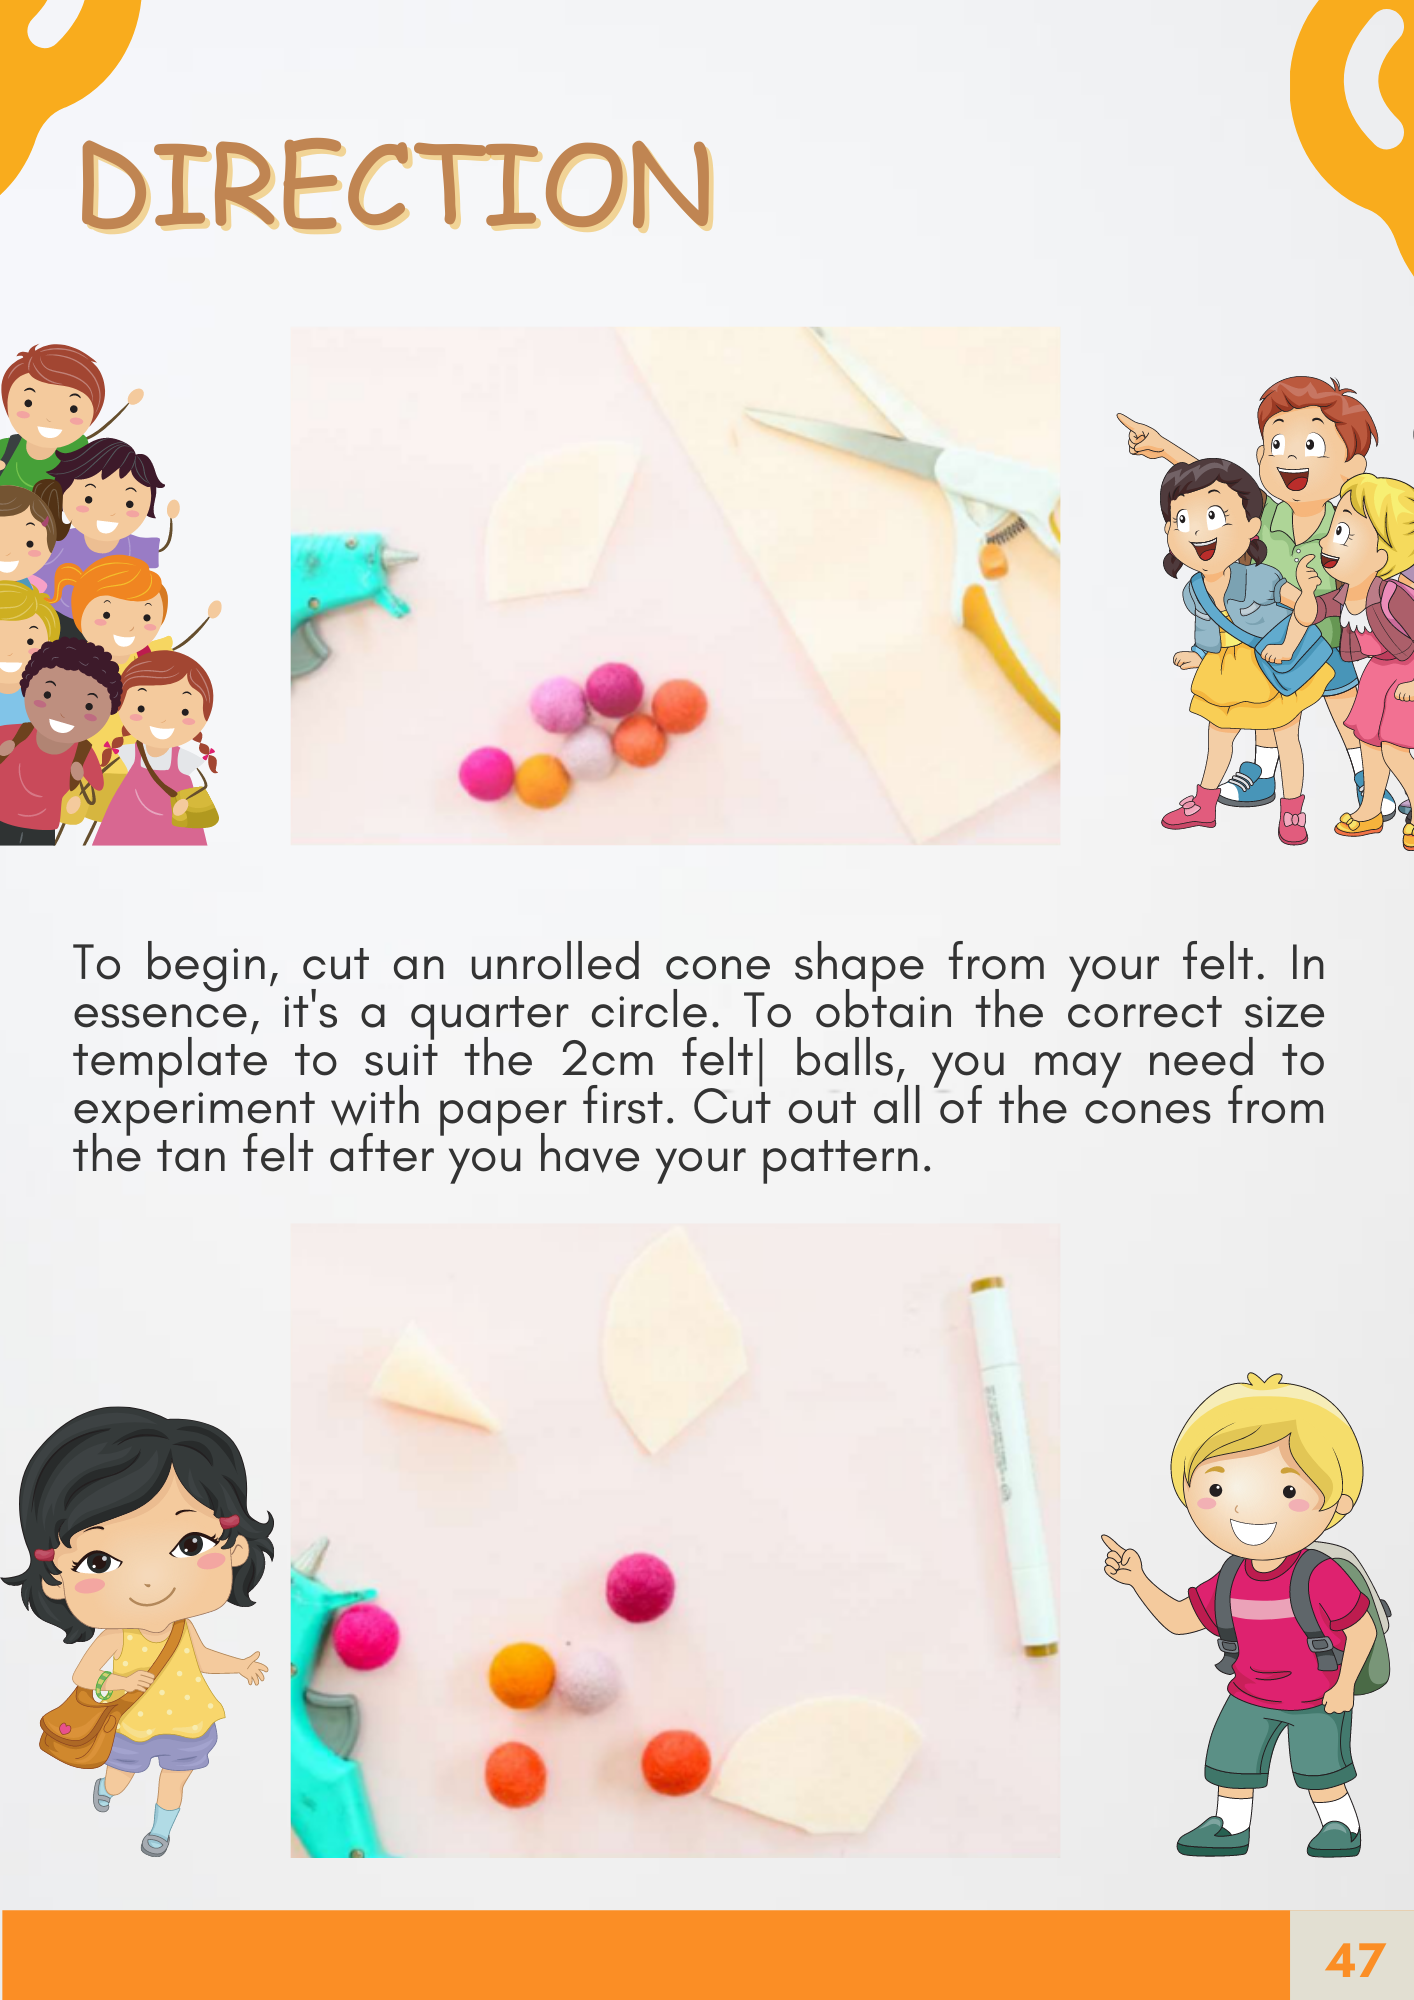 DIRECTION
To begin, cut an unrolled cone shape from your felt. In
essence, it's a quarter circle. To obtain the correct size
template to suit the 2cm felt| balls, you may need to
experiment with paper first. Cut out all of the cones from
the tan felt after you have your pattern.
47